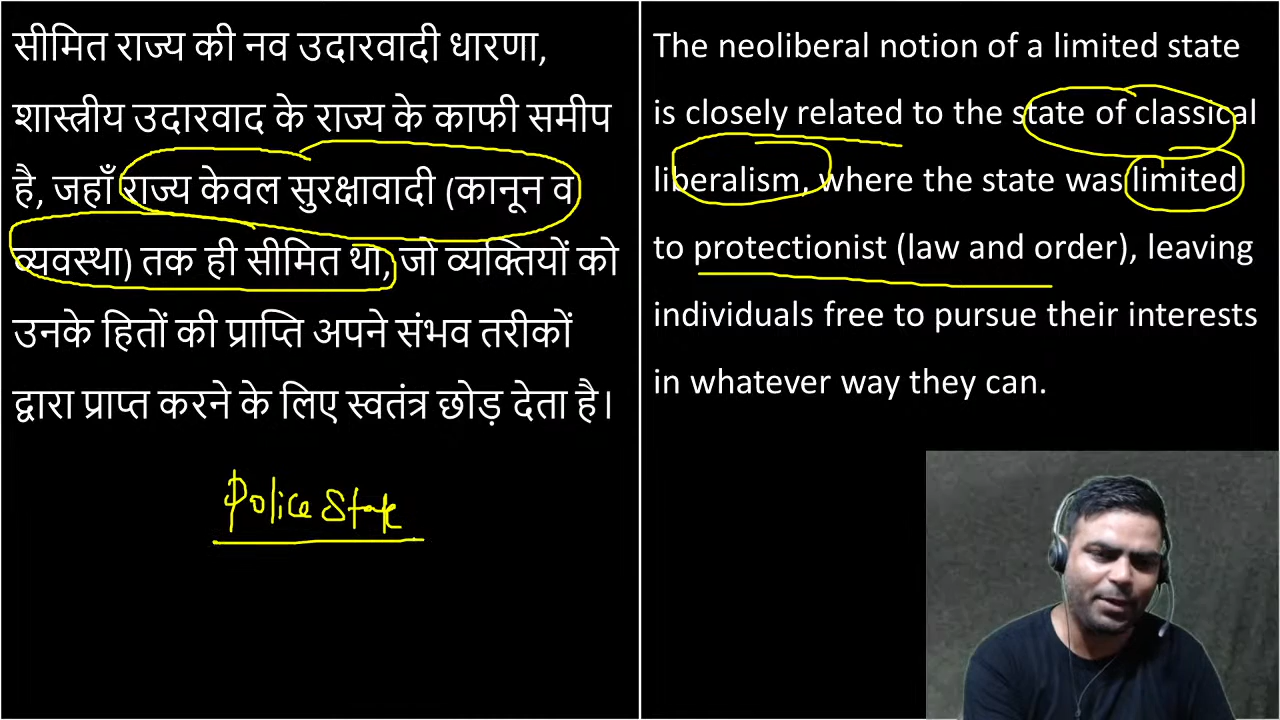 सीमित राज्य की नव उदारवादी धारणा,
शास्त्रीय उदारवाद के राज्य के काफी समीप
है, जहाँ राज्य केवल सुरक्षावादी (कानून व
व्यवस्था) तक ही सीमित था, जो व्यक्तियों को
उनके हितों की प्राप्ति अपने संभव तरीकों
द्वारा प्राप्त करने के लिए स्वतंत्र छोड़ देता है।
Police State
The neoliberal notion of a limited state
is closely related to the state of classical
liberalism, where the state was limited
to protectionist (law and order), leaving
individuals free to pursue their interests
in whatever way they can.